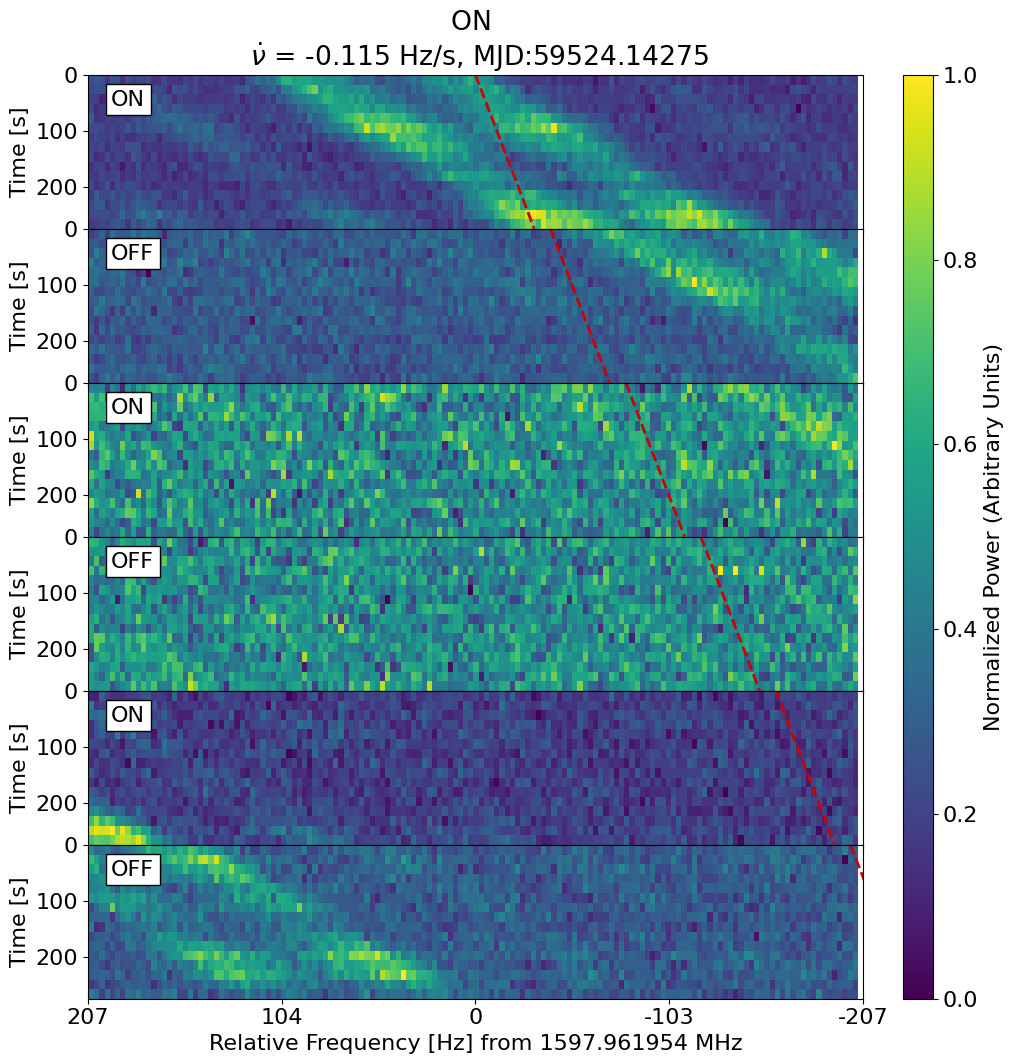 ON
ν̇ = -0.115 Hz/s, MJD:59524.14275
0
ON
100
Time [s]
200
0
OFF
100
Time [s]
200
0
ON
100
Time [s]
200
0
OFF
100
Time [s]
200
0
ON
100
Time [s]
200
0
OFF
100
Time [s]
200
207 104 0 -103 -207
Relative Frequency [Hz] from 1597.961954 MHz
1.0
0.8
0.6
0.4
0.2
0.0
Normalized Power (Arbitrary Units)